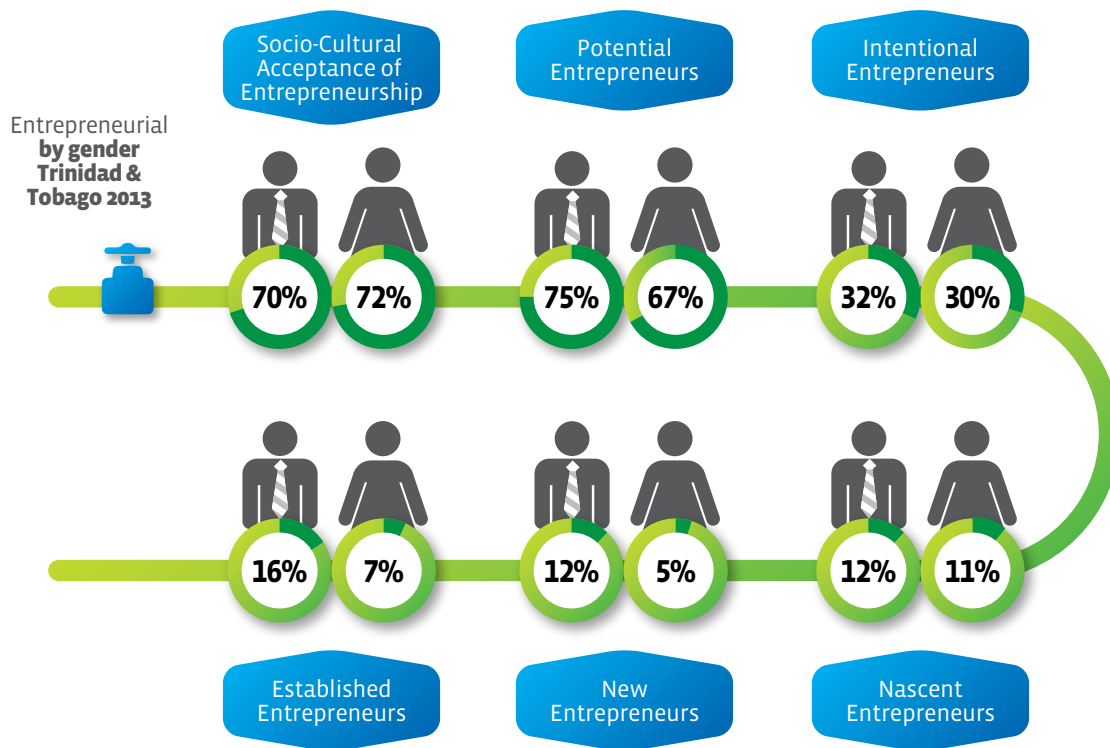 Socio-Cultural
Acceptance of
Entrepreneurship
Potential
Entrepreneurs
Intentional
Entrepreneurs
Entrepreneurial
by gender
Trinidad &
Tobago 2013
70%
72%
75%
67%
32%
30%
16%
7%
12%
5%
12%
11%
Established
Entrepreneurs
New
Entrepreneurs
Nascent
Entrepreneurs